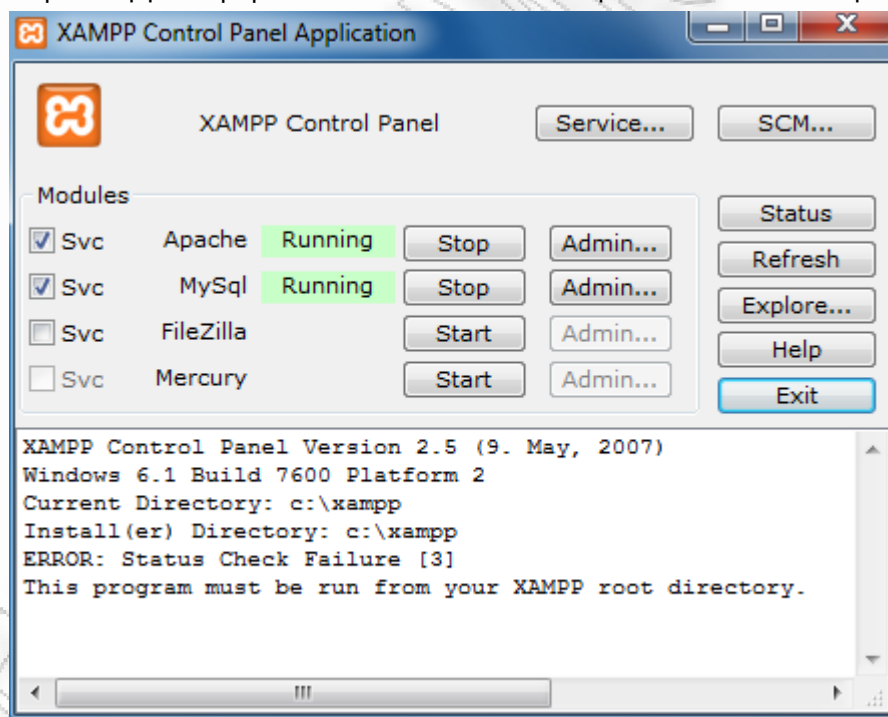 XAMPP Control Panel Application
XAMPP Control Panel Service... SCM...
Modules
Svc Apache Running Stop Admin...
Svc MySql Running Stop Admin...
Svc FileZilla Start Admin...
Svc Mercury Start Admin...
Status
Refresh
Explore...
Help
Exit
XAMPP Control Panel Version 2.5 (9. May, 2007)
Windows 6.1 Build 7600 Platform 2
Current Directory: c:\xampp
Install(er) Directory: c:\xampp
ERROR: Status Check Failure [3]
This program must be run from your XAMPP root directory.